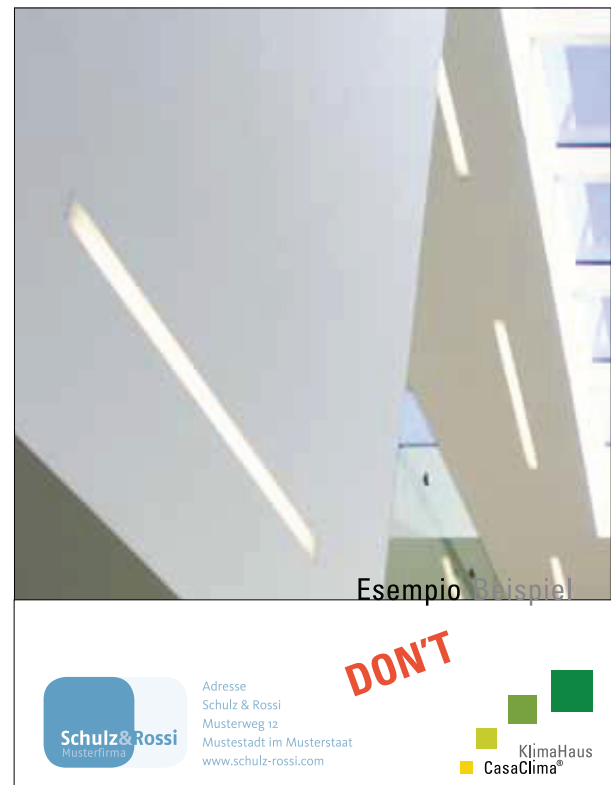 Esempio Beispiel
DON'T
Schulz&Rossi
Musterfirma
Adresse
Schulz & Rossi
Musterweg 12
Mustestadt im Musterstaat
www.schulz-rossi.com
KlimaHaus
CasaClima®